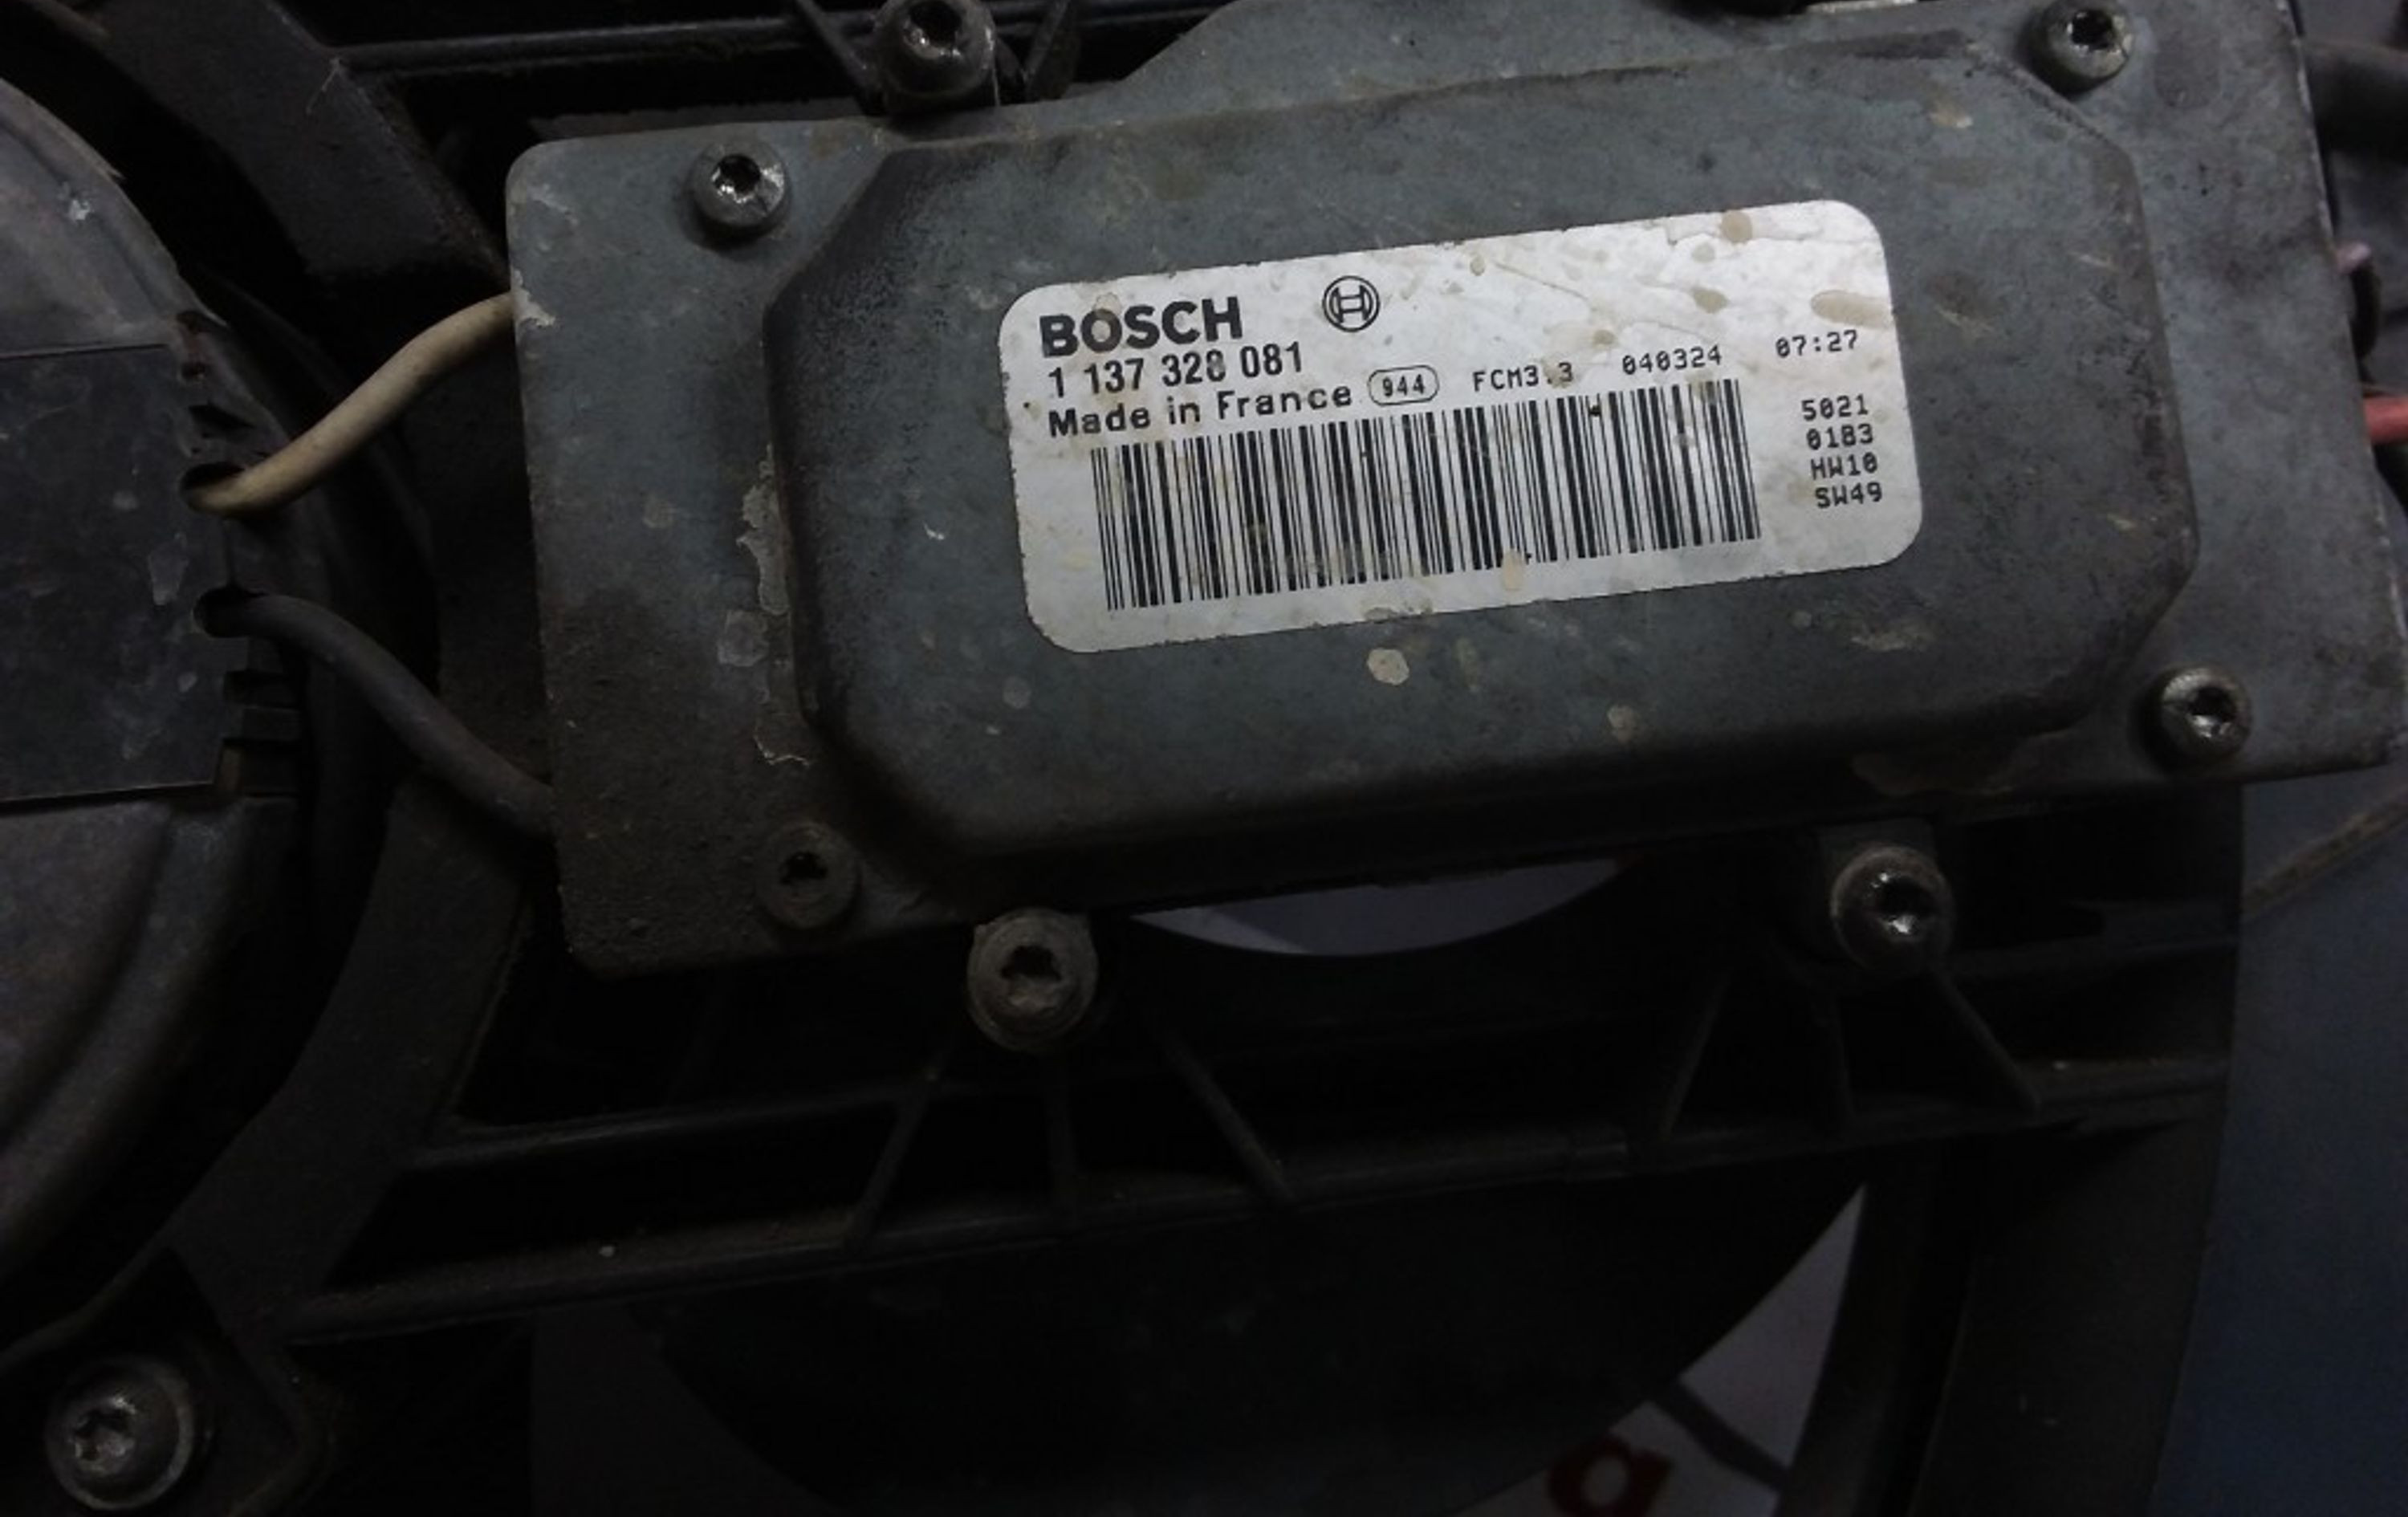 BOSCH
1 137 328 081
Made in France 944 FCM3.3 040324 07:27
5021
0183
HW10
SW49
a